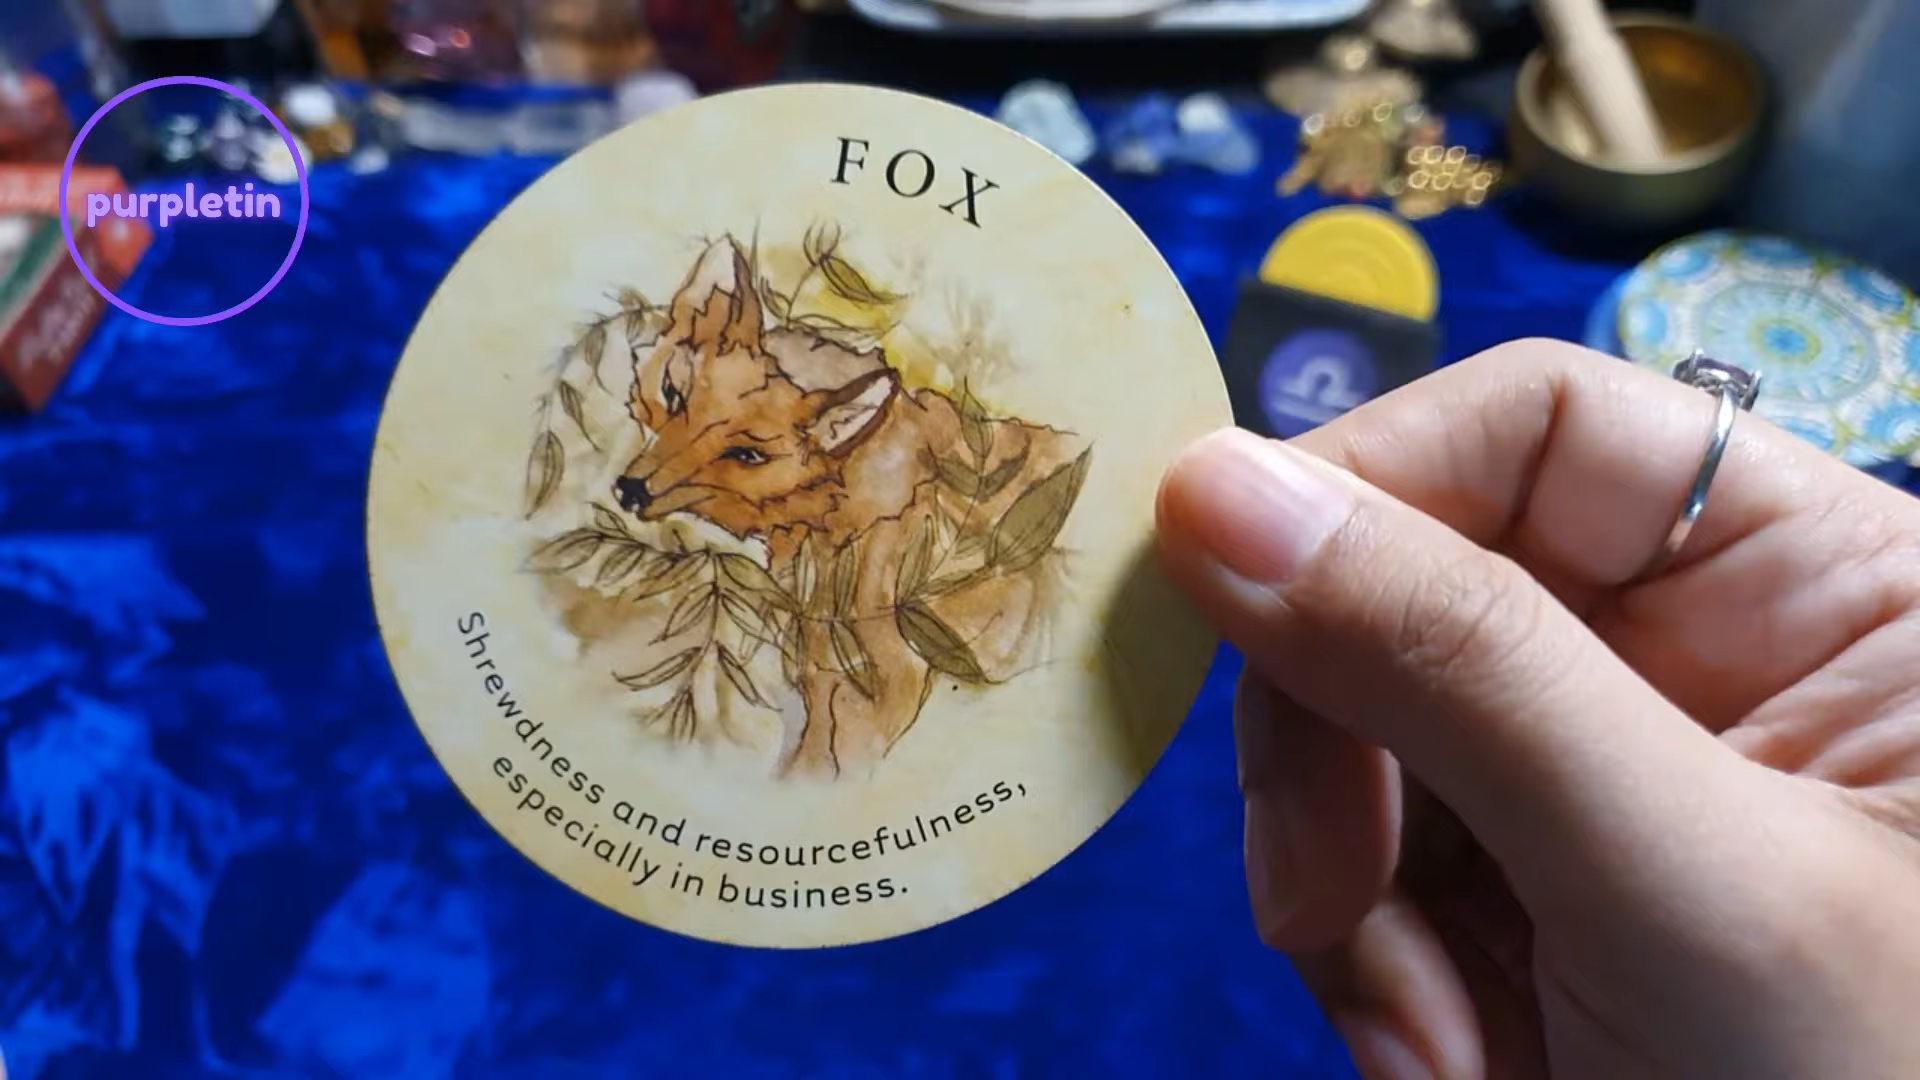 purpletin
FOX
Shrewdness and resourcefulness,
especially in business.